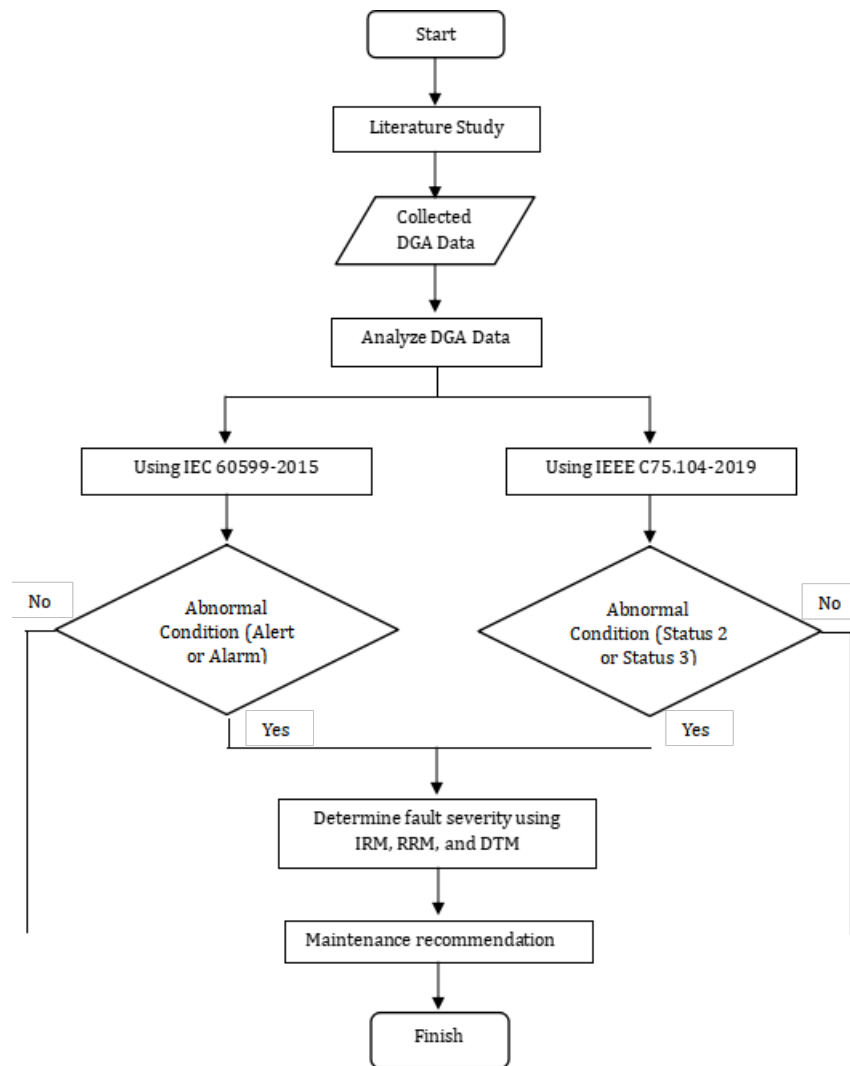 Start
Literature Study
Collected
DGA Data
Analyze DGA Data
Using IEC 60599-2015
Using IEEE C75.104-2019
No
Abnormal
Condition (Alert
or Alarm)
Abnormal
Condition (Status 2
or Status 3)
No
Yes
Yes
Determine fault severity using
IRM, RRM, and DTM
Maintenance recommendation
Finish